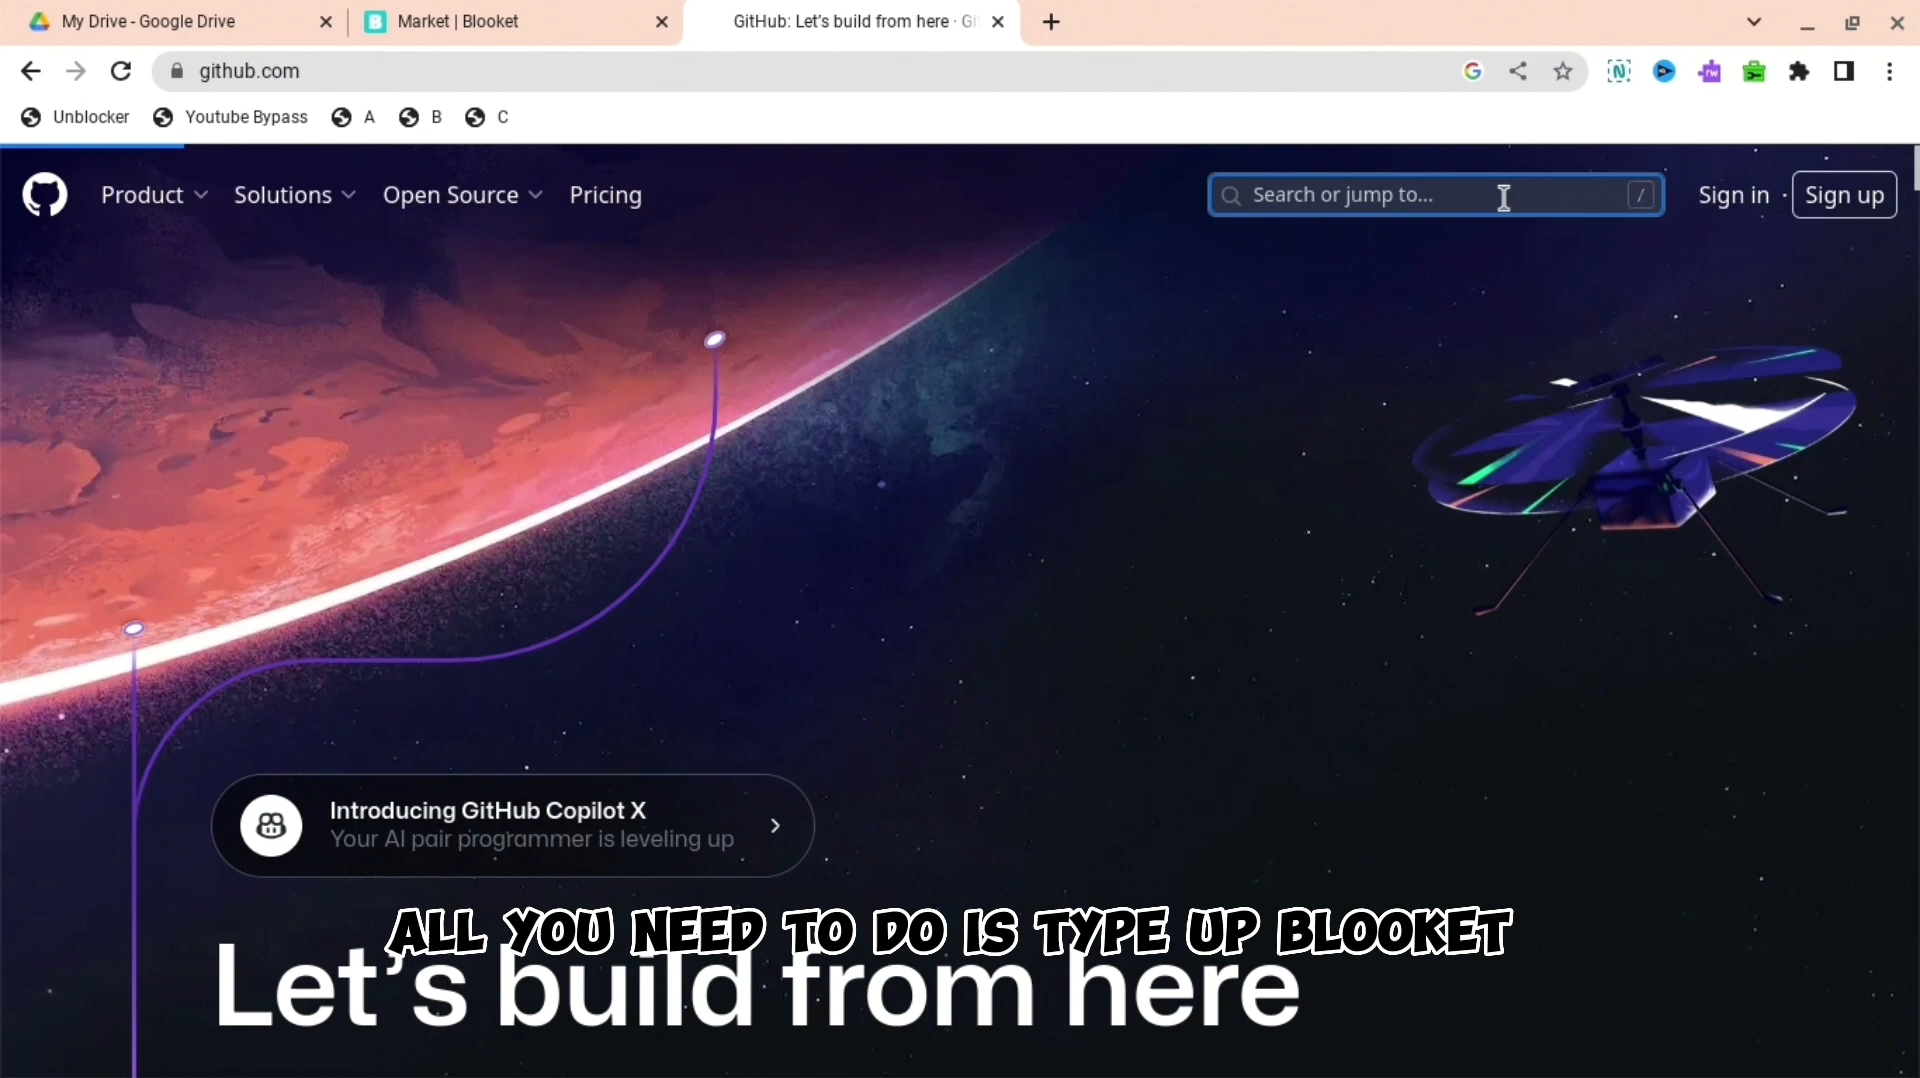 My Drive - Google Drive
Market | Blooket
GitHub: Let's build from here · Gi
github.com
Unblocker
Youtube Bypass
A
B
C
Product
Solutions
Open Source
Pricing
Search or jump to...
/
Sign in
Sign up
Introducing GitHub Copilot X
Your AI pair programmer is leveling up
ALL YOU NEED TO DO IS TYPE UP BLOOKET
Let's build from here